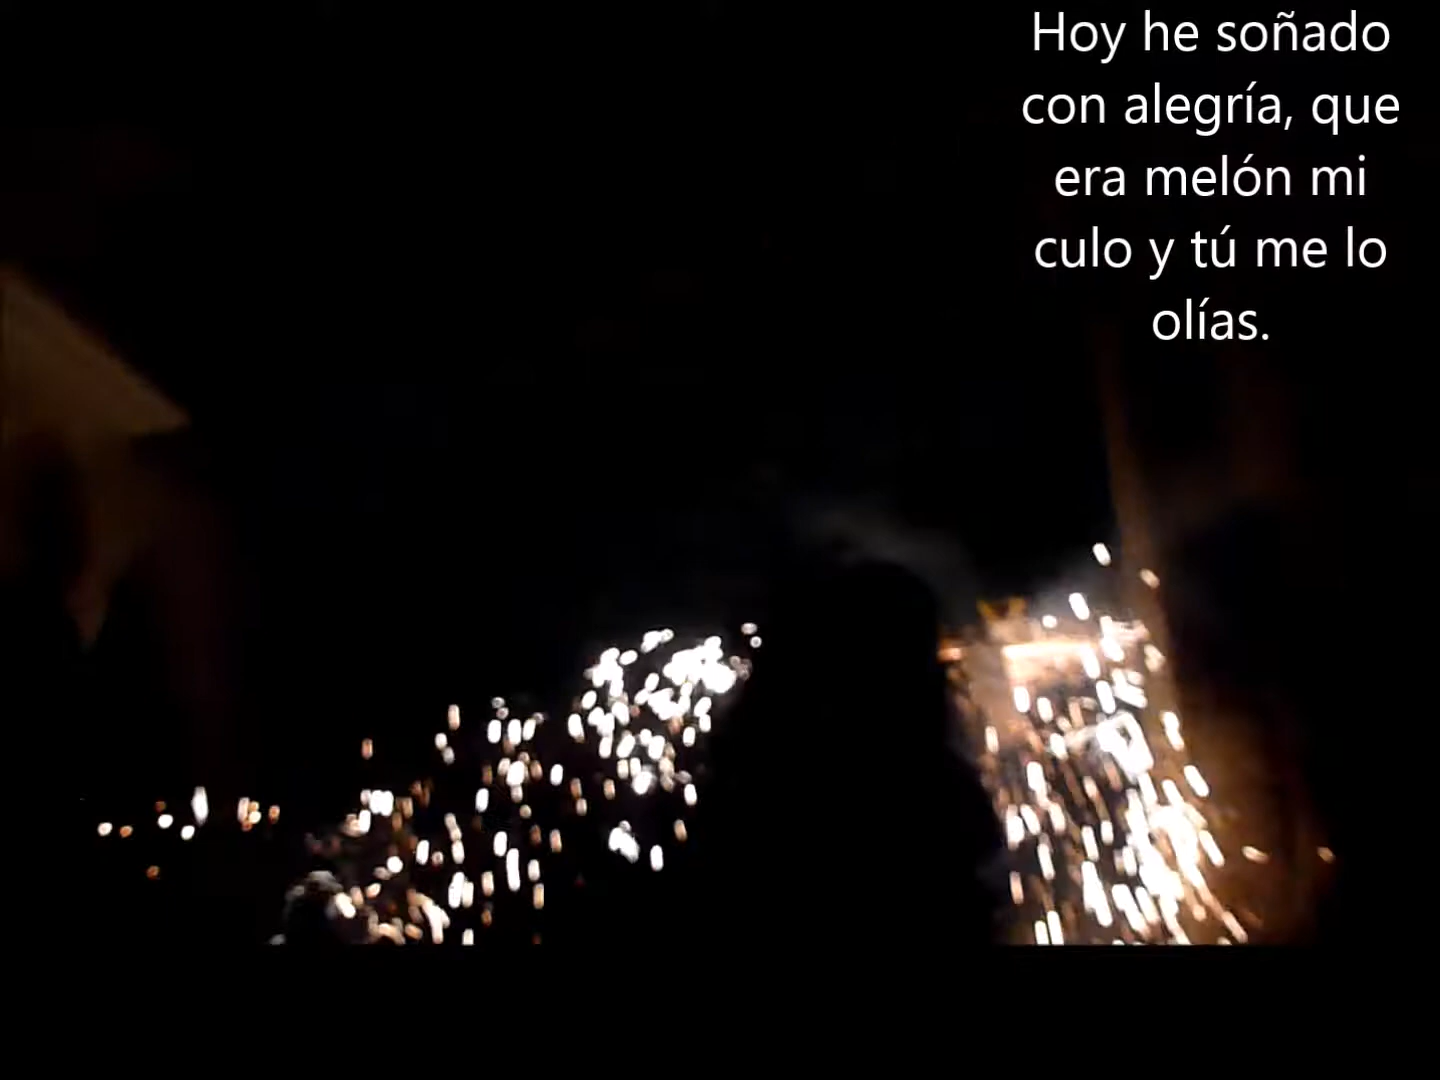 Hoy he soñado
con alegría, que
era melón mi
culo y tú me lo
olías.